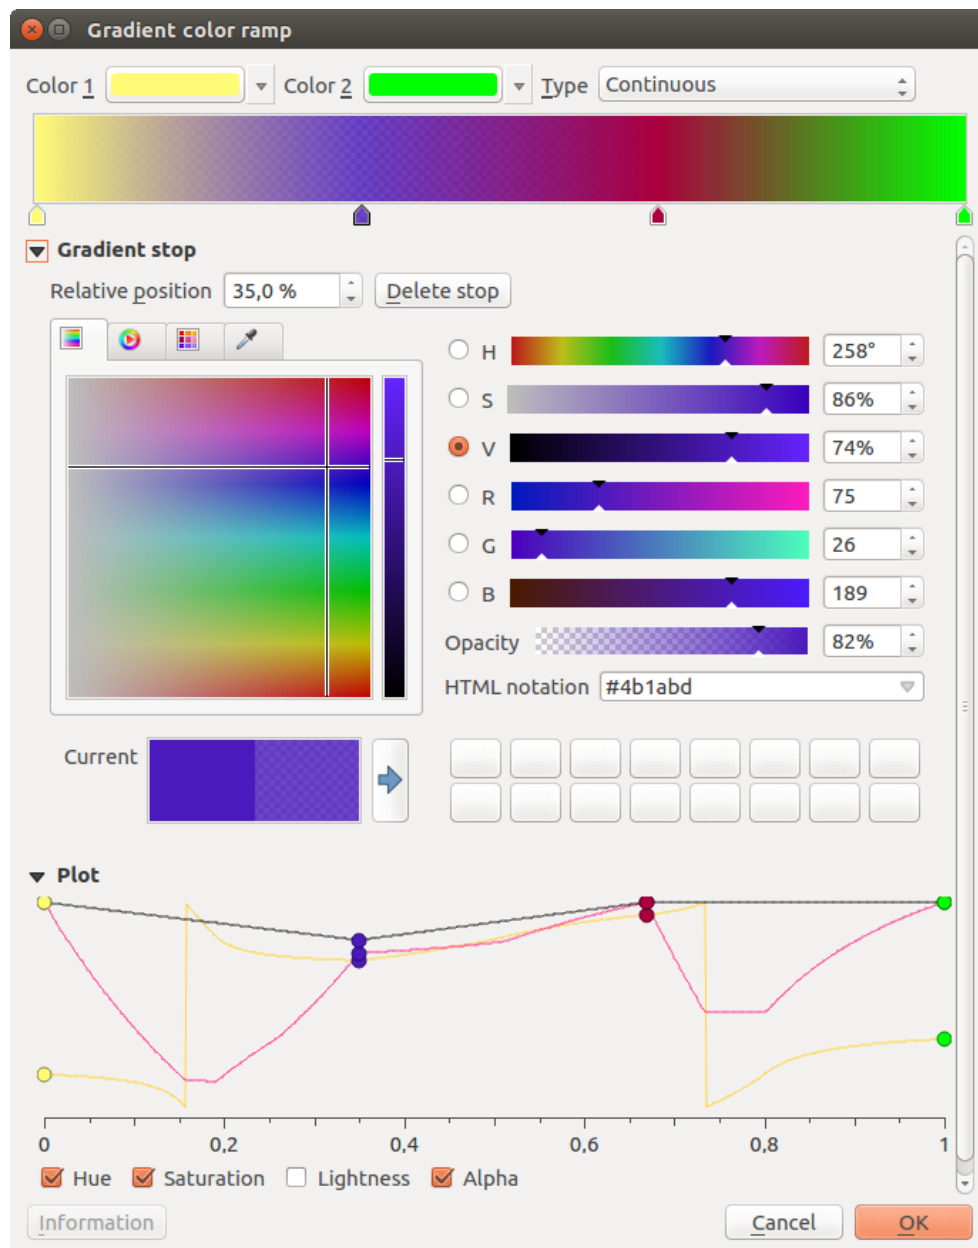 Gradient color ramp
Color 1 Color 2 Type Continuous
Gradient stop
Relative position 35,0 % Delete stop
H 258°
S 86%
V 74%
R 75
G 26
B 189
Opacity 82%
HTML notation #4b1abd
Current
Plot
0 0,2 0,4 0,6 0,8 1
Hue Saturation Lightness Alpha
Information Cancel OK